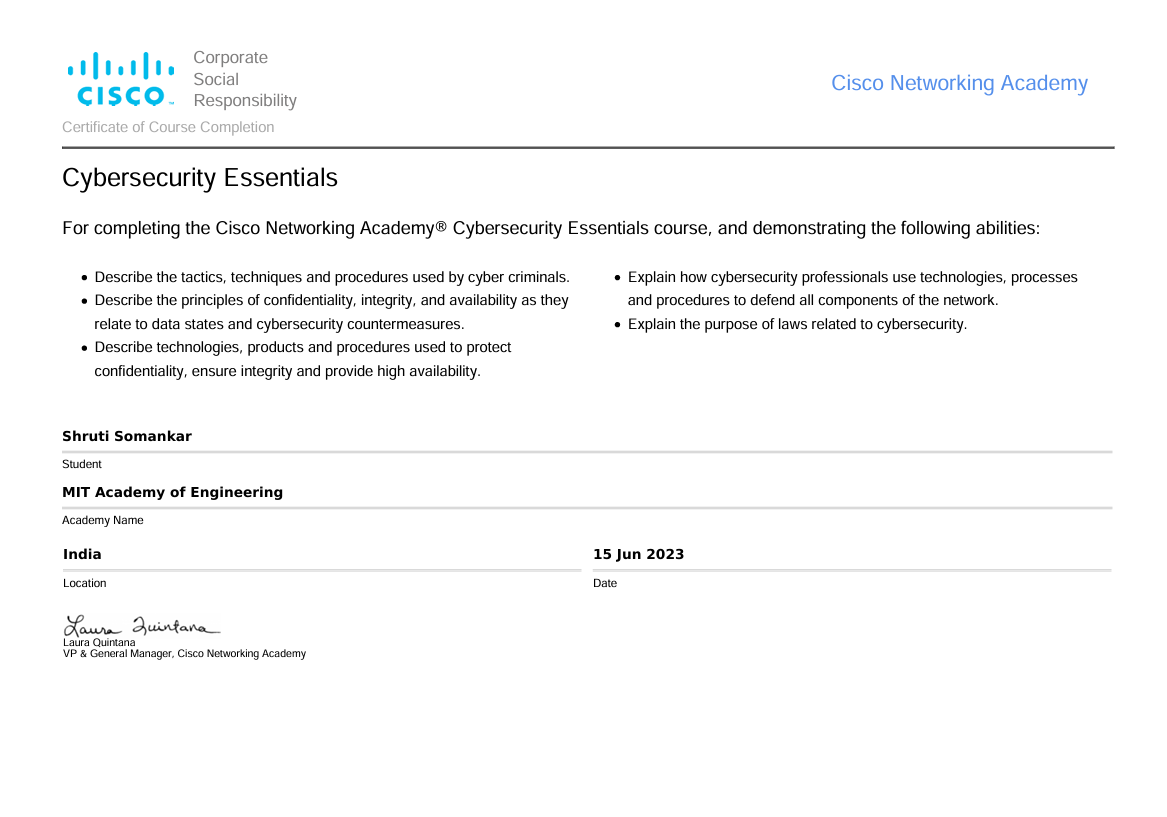 Corporate
Social
Responsibility
CISCO™
Cisco Networking Academy
Certificate of Course Completion
Cybersecurity Essentials
For completing the Cisco Networking Academy® Cybersecurity Essentials course, and demonstrating the following abilities:
• Describe the tactics, techniques and procedures used by cyber criminals.
• Describe the principles of confidentiality, integrity, and availability as they
relate to data states and cybersecurity countermeasures.
• Describe technologies, products and procedures used to protect
confidentiality, ensure integrity and provide high availability.
• Explain how cybersecurity professionals use technologies, processes
and procedures to defend all components of the network.
• Explain the purpose of laws related to cybersecurity.
Shruti Somankar
Student
MIT Academy of Engineering
Academy Name
India
Location
15 Jun 2023
Date
Laura Quintana
Laura Quintana
VP & General Manager, Cisco Networking Academy